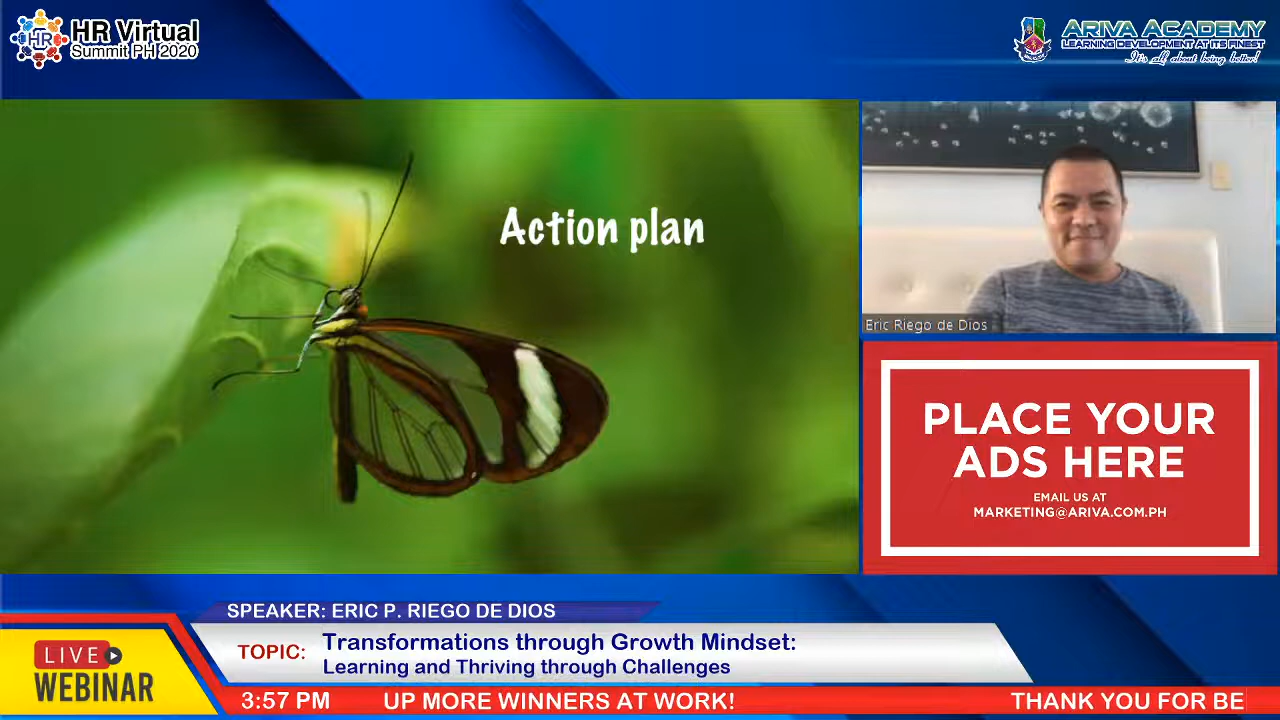 HR
HR Virtual
Summit PH 2020
ARIVA ACADEMY
LEARNING DEVELOPMENT AT ITS FINEST
It's all about being better!
Action plan
Eric Riego de Dios
PLACE YOUR
ADS HERE
EMAIL US AT
MARKETING@ARIVA.COM.PH
SPEAKER: ERIC P. RIEGO DE DIOS
TOPIC: Transformations through Growth Mindset:
Learning and Thriving through Challenges
LIVE
WEBINAR
3:57 PM UP MORE WINNERS AT WORK! THANK YOU FOR BE